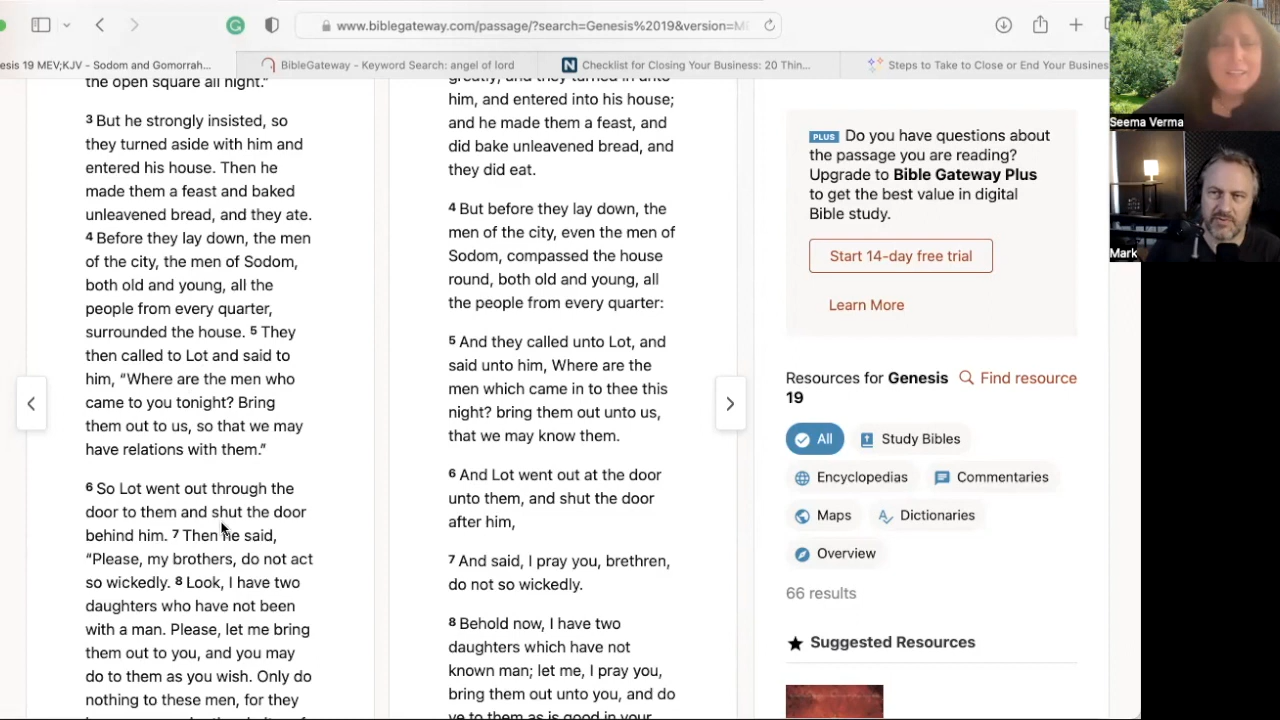 www.biblegateway.com/passage/?search=Genesis%2019&version=M
esis 19 MEV;KJV - Sodom and Gomorrah...
BibleGateway - Keyword Search: angel of lord
Checklist for Closing Your Business: 20 Thin...
Steps to Take to Close or End Your Busines
the open square all night.”
3 But he strongly insisted, so
they turned aside with him and
entered his house. Then he
made them a feast and baked
unleavened bread, and they ate.
4 Before they lay down, the men
of the city, the men of Sodom,
both old and young, all the
people from every quarter,
surrounded the house. 5 They
then called to Lot and said to
him, “Where are the men who
came to you tonight? Bring
them out to us, so that we may
have relations with them.”
6 So Lot went out through the
door to them and shut the door
behind him. 7 Then he said,
“Please, my brothers, do not act
so wickedly. 8 Look, I have two
daughters who have not been
with a man. Please, let me bring
them out to you, and you may
do to them as you wish. Only do
nothing to these men, for they
greatly, and they turned in unto
him, and entered into his house;
and he made them a feast, and
did bake unleavened bread, and
they did eat.
4 But before they lay down, the
men of the city, even the men of
Sodom, compassed the house
round, both old and young, all
the people from every quarter:
5 And they called unto Lot, and
said unto him, Where are the
men which came in to thee this
night? bring them out unto us,
that we may know them.
6 And Lot went out at the door
unto them, and shut the door
after him,
7 And said, I pray you, brethren,
do not so wickedly.
8 Behold now, I have two
daughters which have not
known man; let me, I pray you,
bring them out unto you, and do
ye to them as is good in your
PLUS Do you have questions about
the passage you are reading?
Upgrade to Bible Gateway Plus
to get the best value in digital
Bible study.
Start 14-day free trial
Learn More
Resources for Genesis
19
Find resource
All
Study Bibles
Encyclopedias
Commentaries
Maps
Dictionaries
Overview
66 results
Suggested Resources
Seema Verma
Mark